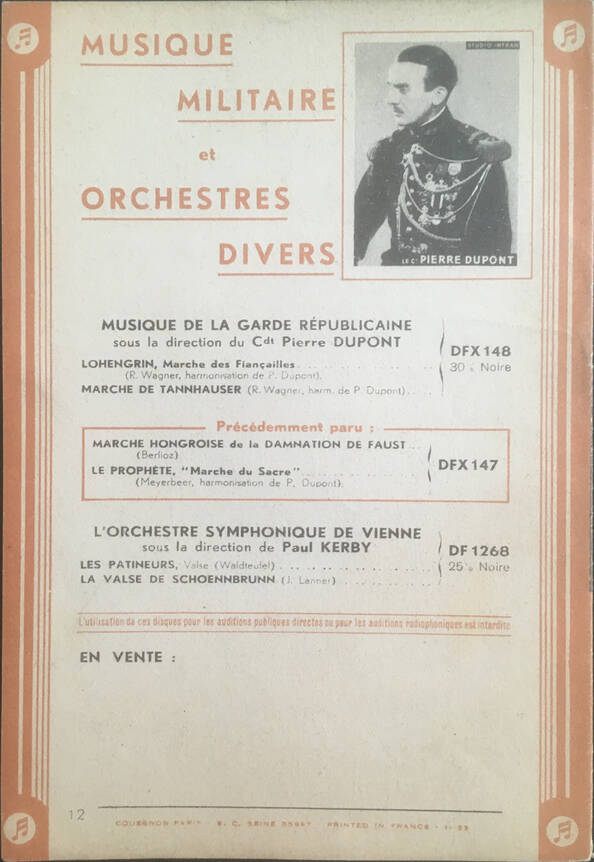 MUSIQUE
MILITAIRE
et
ORCHESTRES
DIVERS
STUDIO INTRAN
LE Ct PIERRE DUPONT
MUSIQUE DE LA GARDE RÉPUBLICAINE
sous la direction du Cdt Pierre DUPONT
LOHENGRIN, Marche des Fiançailles
(R. Wagner, harmonisation de P. Dupont).
MARCHE DE TANNHAUSER (R. Wagner, harm. de P. Dupont)
DFX 148
30 % Noire
Précédemment paru :
MARCHE HONGROISE de la DAMNATION DE FAUST
(Berlioz)
LE PROPHÈTE, "Marche du Sacre"
(Meyerbeer, harmonisation de P. Dupont).
DFX 147
L'ORCHESTRE SYMPHONIQUE DE VIENNE
sous la direction de Paul KERBY
LES PATINEURS, Valse (Waldteufel)
LA VALSE DE SCHOENNBRUNN (J. Lanner)
DF 1268
25 % Noire
L'utilisation de ces disques pour les auditions publiques directes ou pour les auditions radiophoniques est interdite
EN VENTE :
12
COUESNON PARIS - R. C. SEINE - PRINTED IN FRANCE